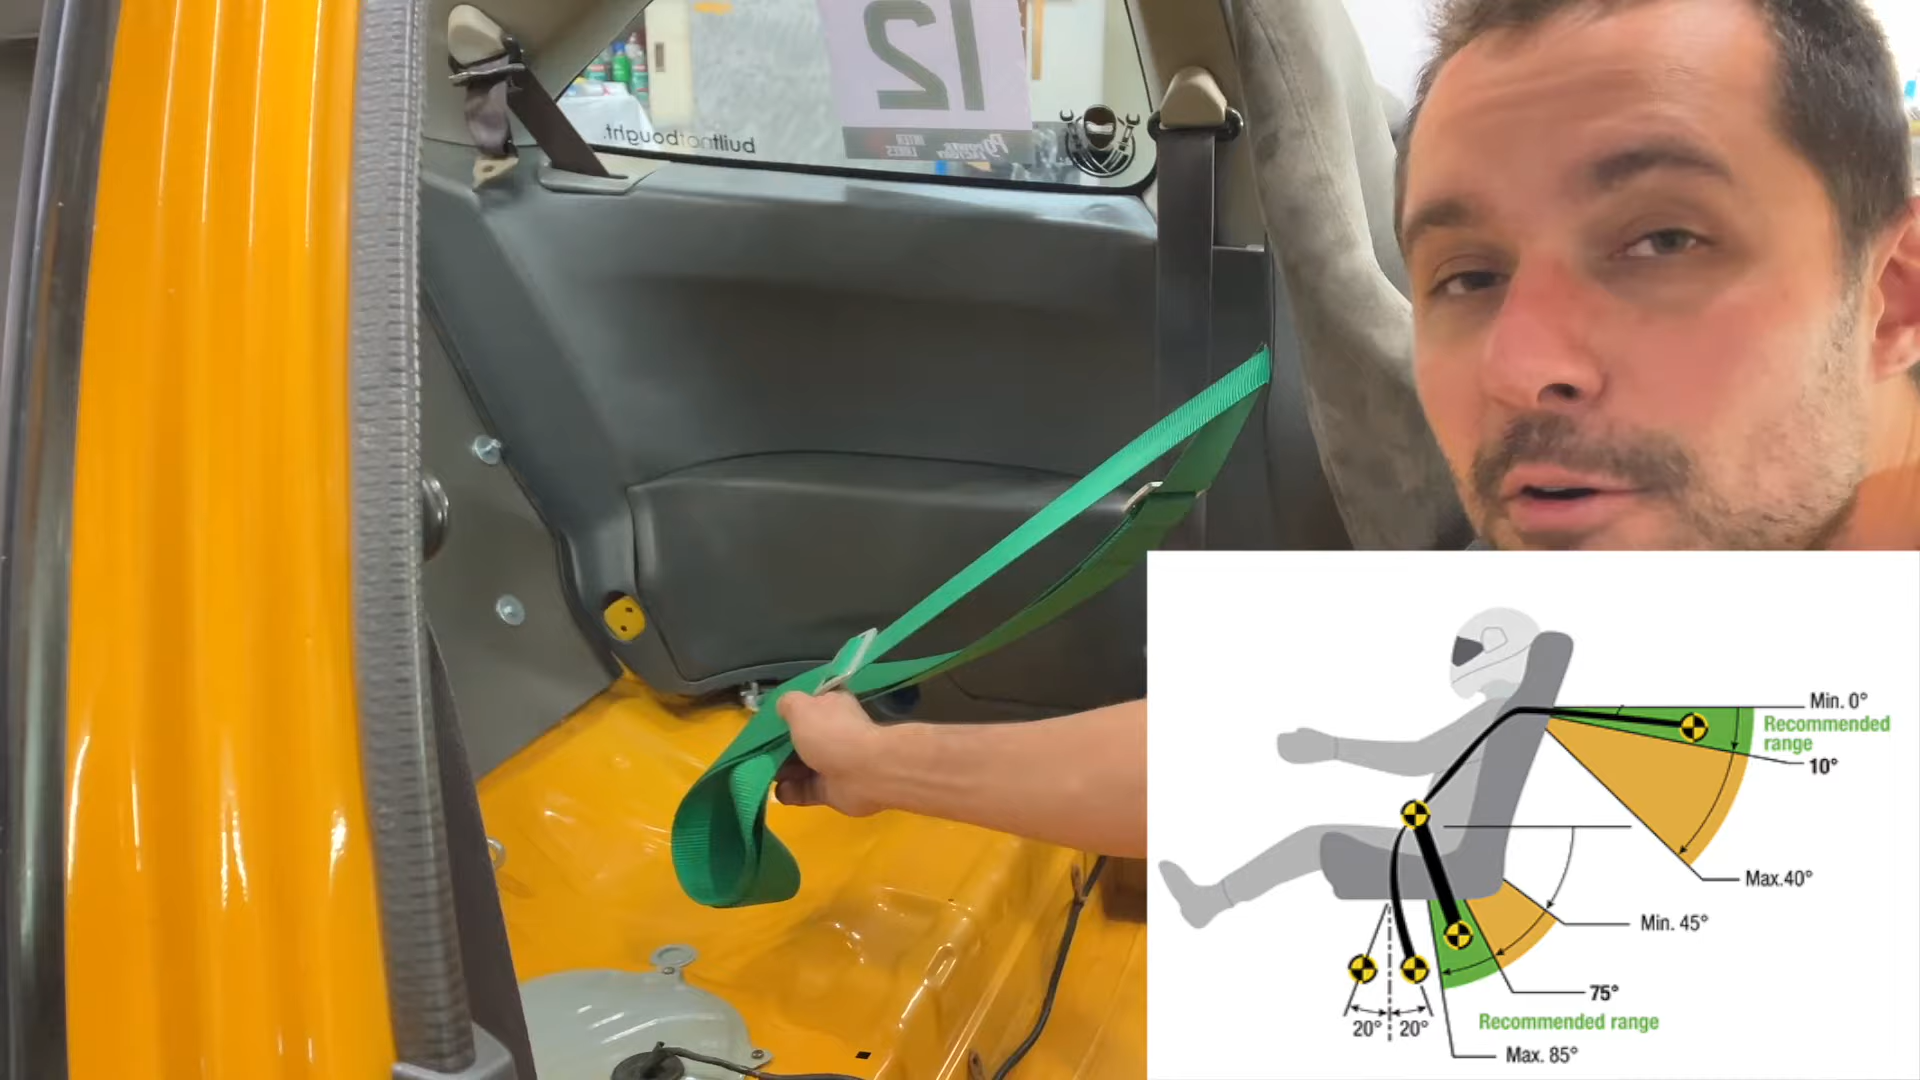 12
builtnotbought.
Min. 0°
Recommended
range
10°
Max.40°
Min. 45°
75°
20° 20°
Recommended range
Max. 85°